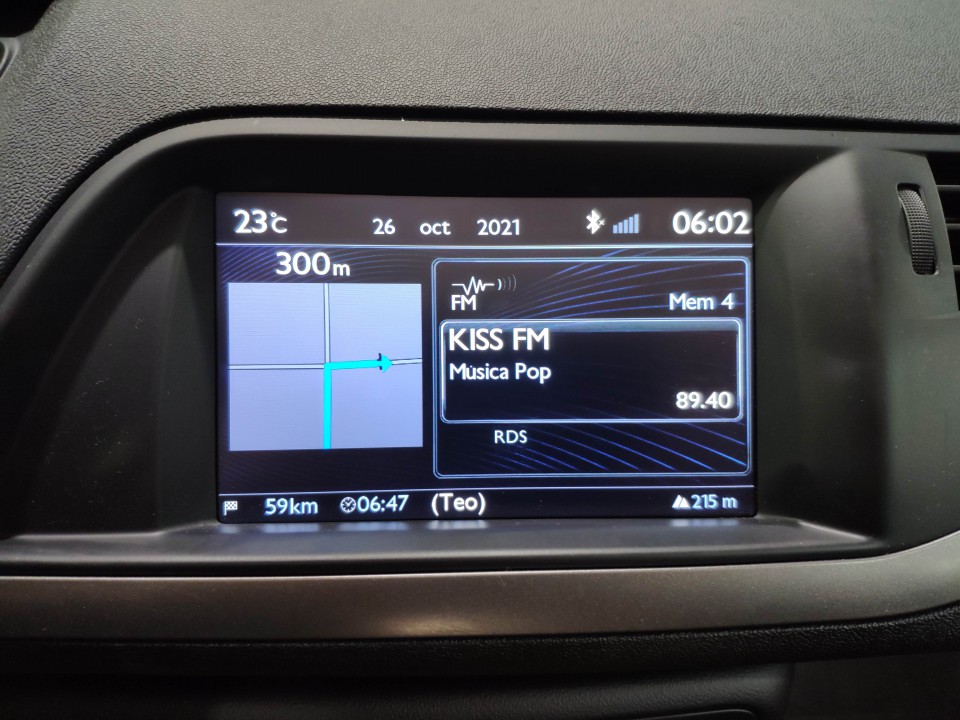 23°C 26 oct 2021 06:02
300m
FM Mem 4
KISS FM
Música Pop
89.40
RDS
59km 06:47 (Teo) 215 m